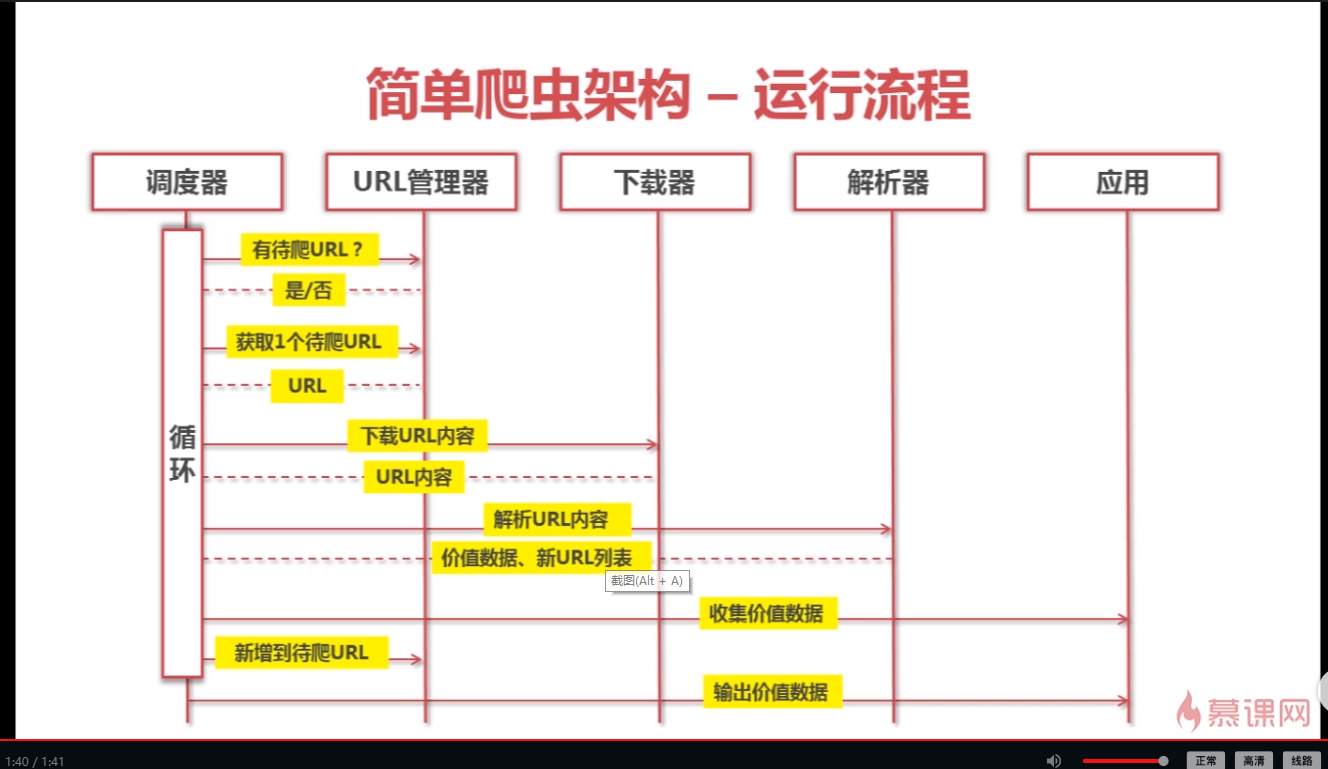 简单爬虫架构 – 运行流程
调度器
URL管理器
下载器
解析器
应用
有待爬URL？
是/否
获取1个待爬URL
URL
下载URL内容
循
环
URL内容
解析URL内容
价值数据、新URL列表
截图(Alt + A)
收集价值数据
新增到待爬URL
输出价值数据
慕课网
1:40 / 1:41
正常
高清
线路